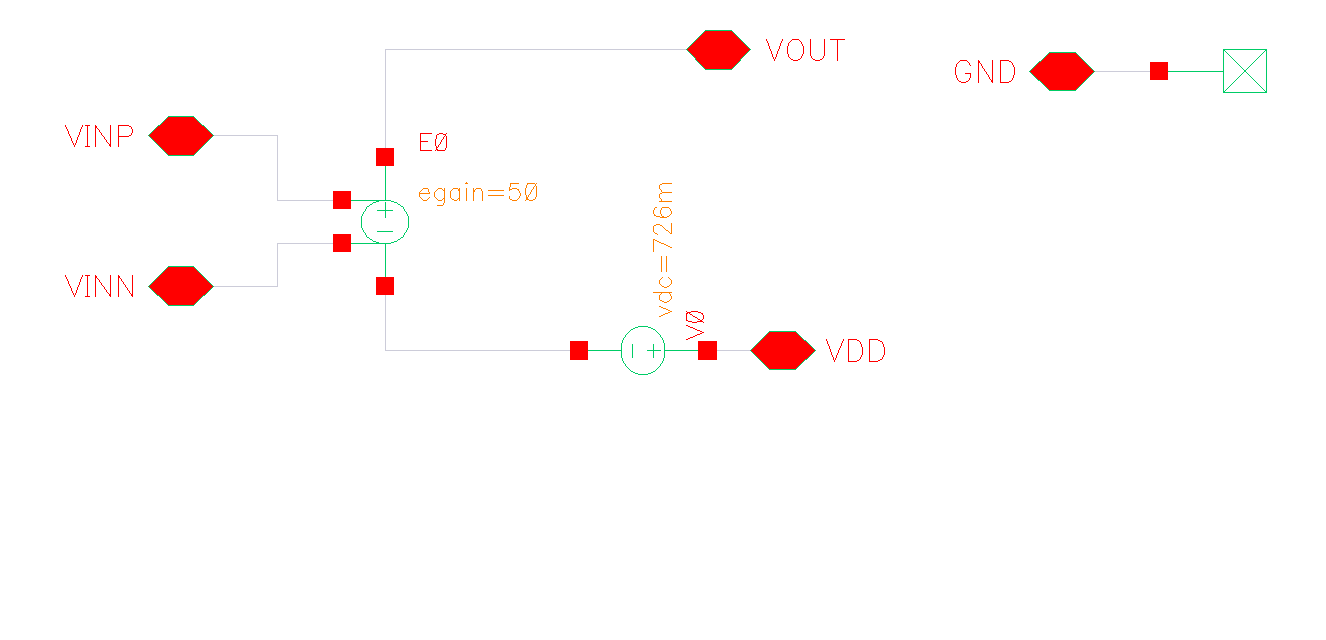 VOUT
GND
VINP
E0
egain=50
vdc=726m
VINN
V0
VDD